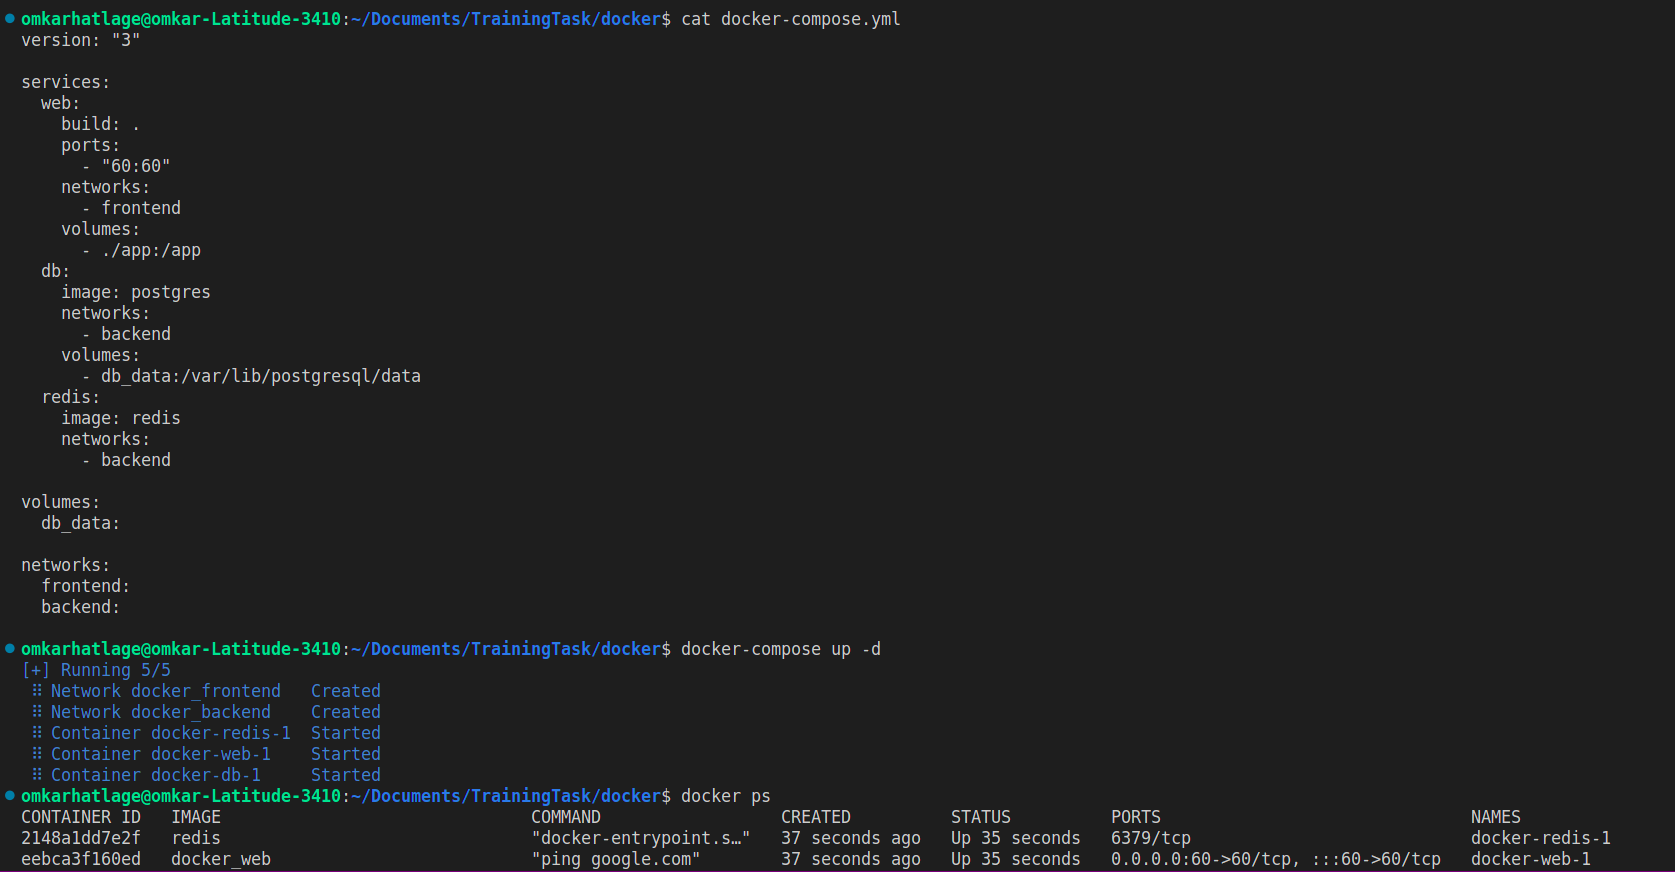 omkarhatlage@omkar-Latitude-3410:~/Documents/TrainingTask/docker$ cat docker-compose.yml
version: "3"

services:
  web:
    build: .
    ports:
      - "60:60"
    networks:
      - frontend
    volumes:
      - ./app:/app
  db:
    image: postgres
    networks:
      - backend
    volumes:
      - db_data:/var/lib/postgresql/data
  redis:
    image: redis
    networks:
      - backend

volumes:
  db_data:

networks:
  frontend:
  backend:

omkarhatlage@omkar-Latitude-3410:~/Documents/TrainingTask/docker$ docker-compose up -d
[+] Running 5/5
 ⠿ Network docker_frontend   Created
 ⠿ Network docker_backend    Created
 ⠿ Container docker-redis-1  Started
 ⠿ Container docker-web-1    Started
 ⠿ Container docker-db-1     Started
omkarhatlage@omkar-Latitude-3410:~/Documents/TrainingTask/docker$ docker ps
CONTAINER ID   IMAGE                               COMMAND                  CREATED          STATUS          PORTS                               NAMES
2148a1dd7e2f   redis                               "docker-entrypoint.s…"   37 seconds ago   Up 35 seconds   6379/tcp                            docker-redis-1
eebca3f160ed   docker_web                          "ping google.com"        37 seconds ago   Up 35 seconds   0.0.0.0:60->60/tcp, :::60->60/tcp   docker-web-1